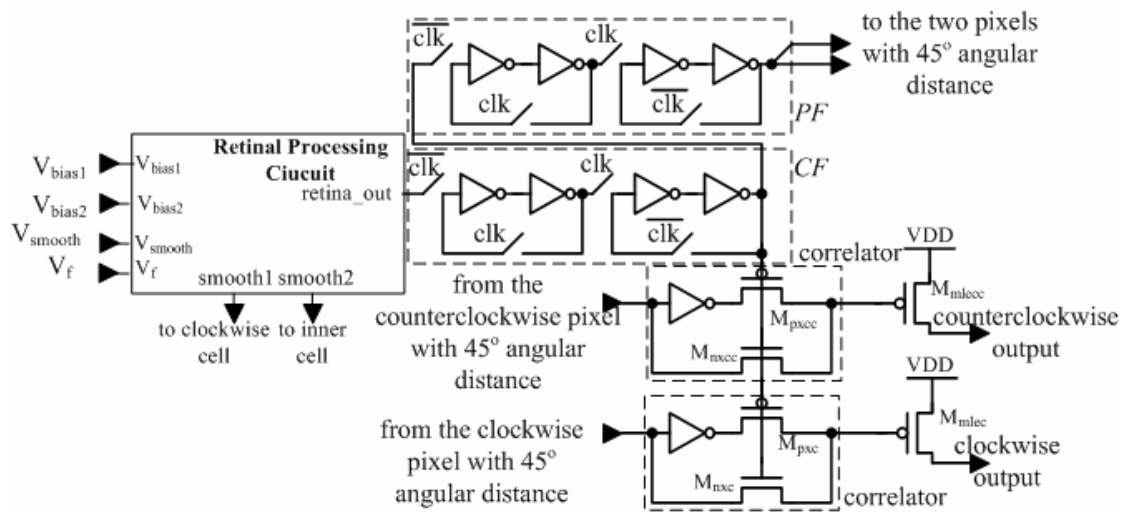 clk
clk
to the two pixels
with 45° angular
distance
clk
clk
PF
Retinal Processing
Ciucuit
retina_out
V_bias1
V_bias1
V_bias2
V_bias2
V_smooth
V_smooth
V_f
V_f
smooth1 smooth2
to clockwise
cell
to inner
cell
clk
clk
CF
clk
clk
correlator
VDD
from the
counterclockwise pixel
with 45° angular
distance
M_pxcc
M_nxcc
M_mlecc
counterclockwise
output
VDD
from the clockwise
pixel with 45°
angular distance
M_pxc
M_nxc
M_mlec
clockwise
output
correlator